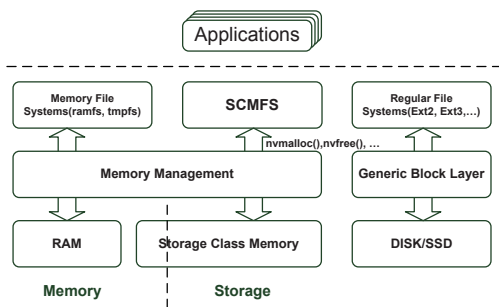 Applications
Memory File
Systems(ramfs, tmpfs)
SCMFS
Regular File
Systems(Ext2, Ext3,...)
nvmalloc(),nvfree(), ...
Memory Management
Generic Block Layer
RAM
Storage Class Memory
DISK/SSD
Memory
Storage